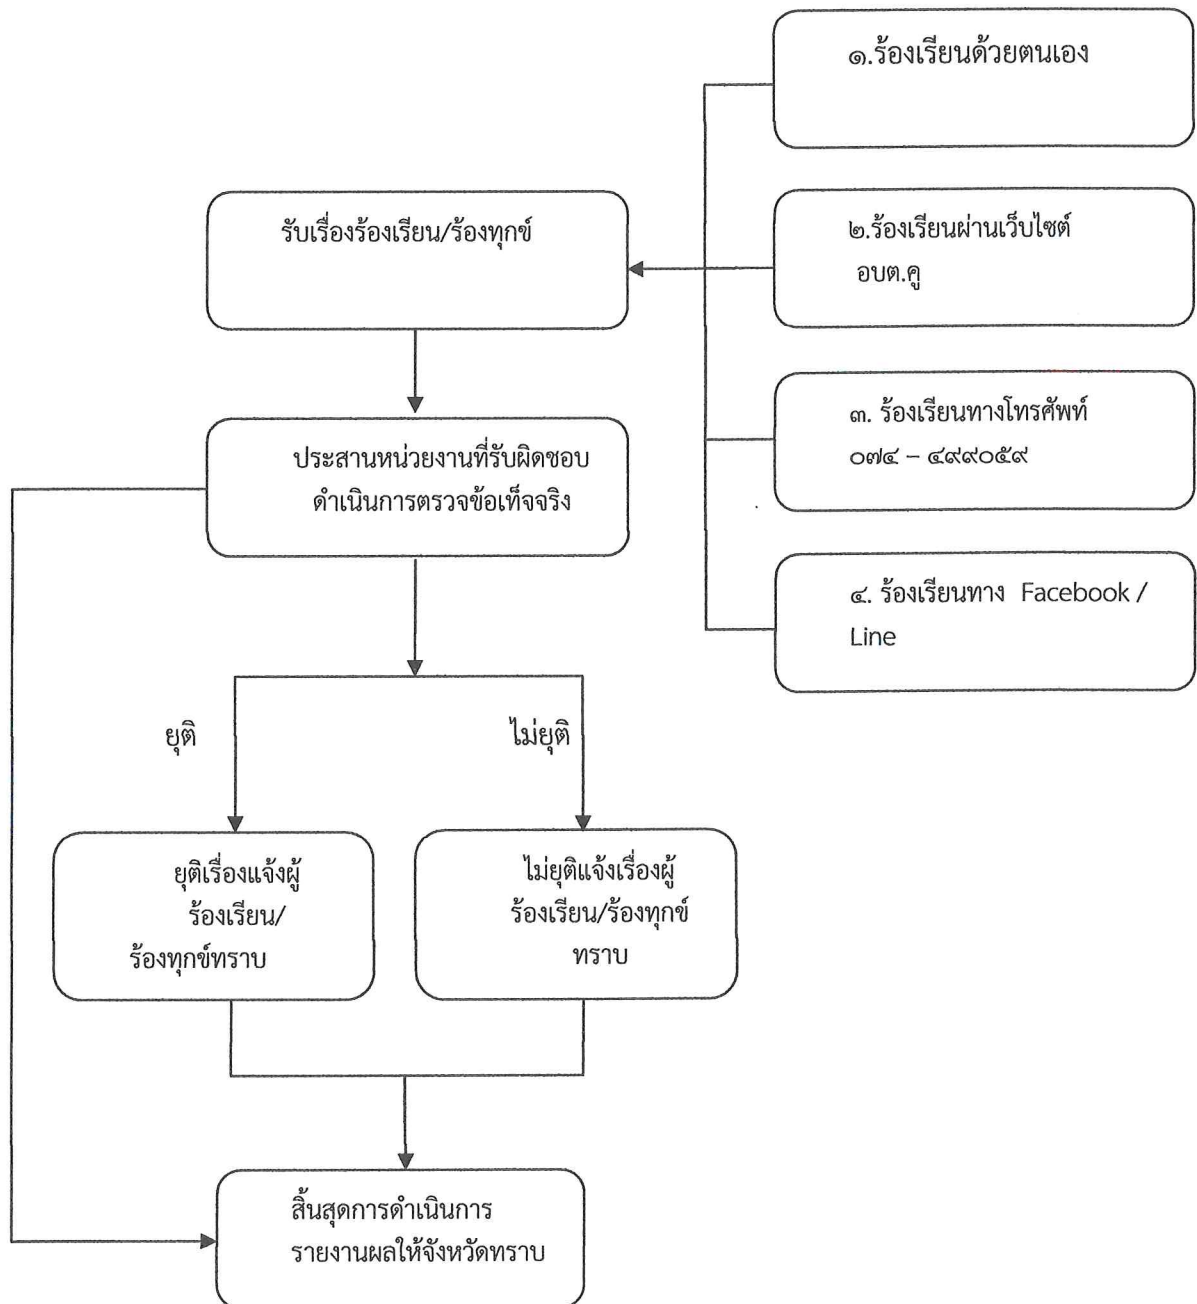 ๑.ร้องเรียนด้วยตนเอง
รับเรื่องร้องเรียน/ร้องทุกข์
๒.ร้องเรียนผ่านเว็บไซต์
อบต.คู
๓. ร้องเรียนทางโทรศัพท์
๐๗๔ – ๔๙๙๐๕๙
ประสานหน่วยงานที่รับผิดชอบ
ดำเนินการตรวจข้อเท็จจริง
๔. ร้องเรียนทาง Facebook /
Line
ยุติ
ไม่ยุติ
ยุติเรื่องแจ้งผู้
ร้องเรียน/
ร้องทุกข์ทราบ
ไม่ยุติแจ้งเรื่องผู้
ร้องเรียน/ร้องทุกข์
ทราบ
สิ้นสุดการดำเนินการ
รายงานผลให้จังหวัดทราบ